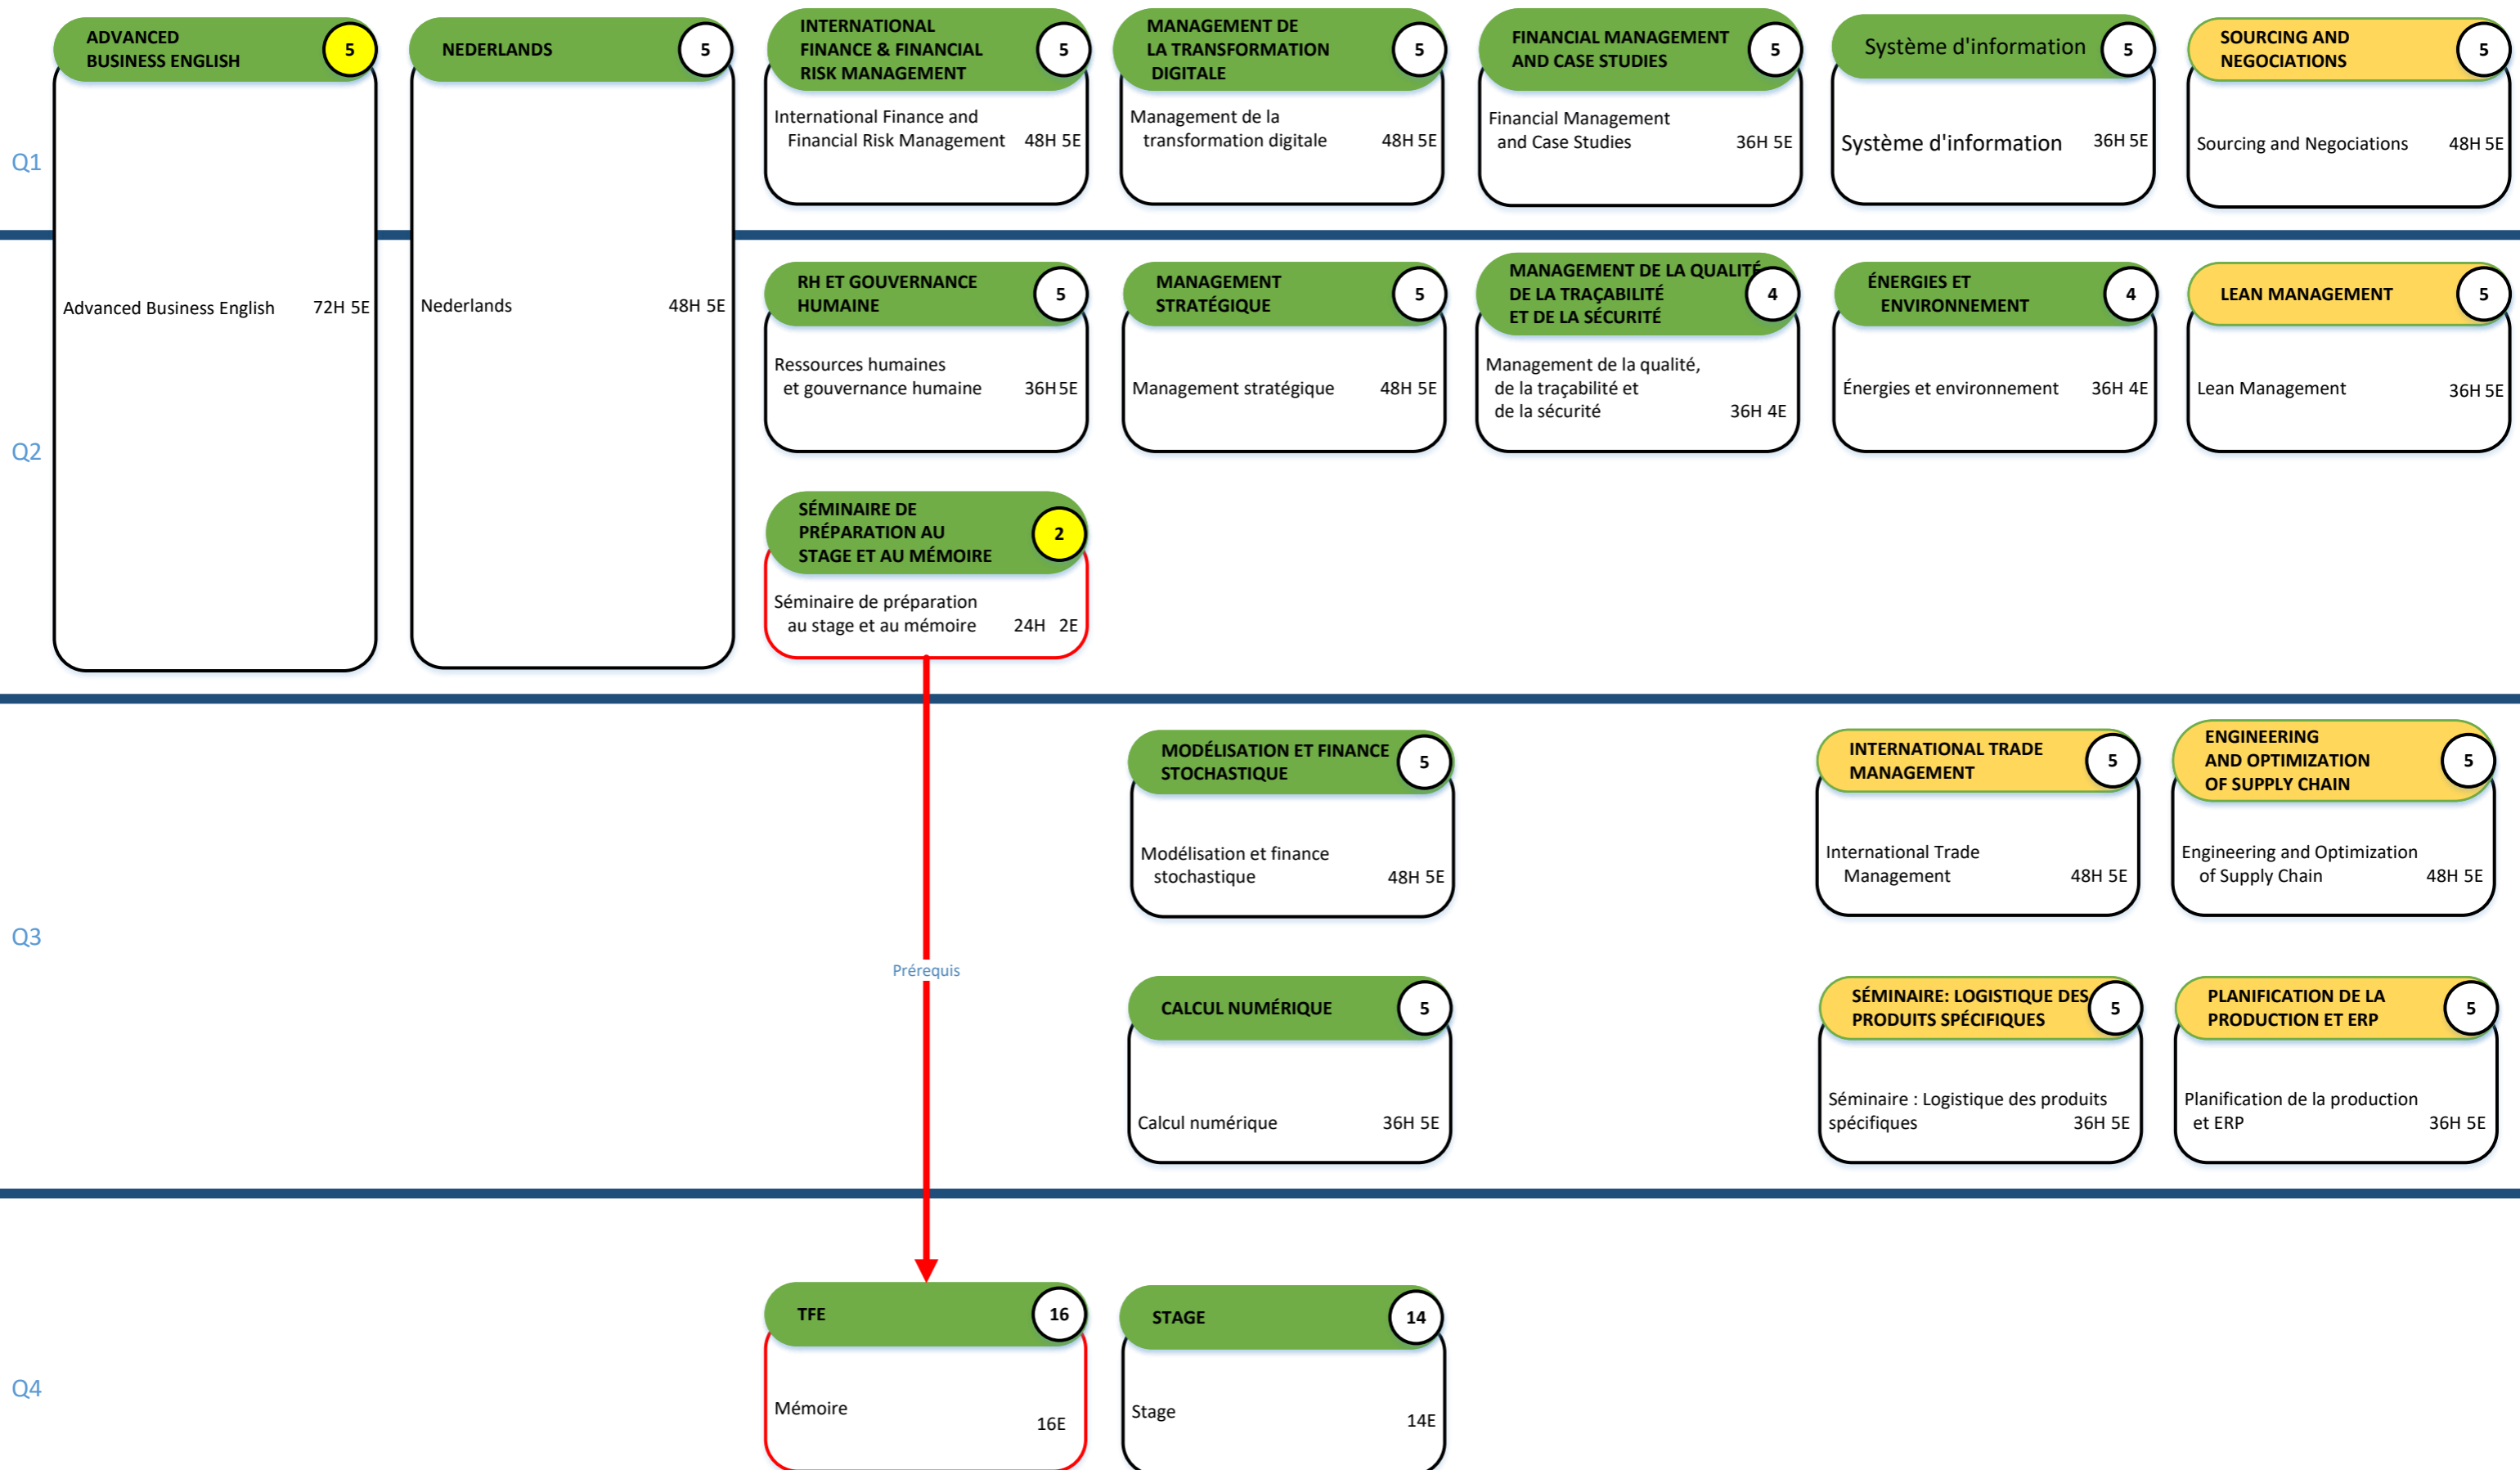 ADVANCED
BUSINESS ENGLISH
5
NEDERLANDS
5
INTERNATIONAL
FINANCE & FINANCIAL
RISK MANAGEMENT
5
MANAGEMENT DE
LA TRANSFORMATION
DIGITALE
5
FINANCIAL MANAGEMENT
AND CASE STUDIES
5
Système d'information
5
SOURCING AND
NEGOCIATIONS
5
Q1
International Finance and
Financial Risk Management 48H 5E
Management de la
transformation digitale 48H 5E
Financial Management
and Case Studies 36H 5E
Système d'information 36H 5E
Sourcing and Negociations 48H 5E
Advanced Business English 72H 5E
Nederlands 48H 5E
RH ET GOUVERNANCE
HUMAINE
5
MANAGEMENT
STRATÉGIQUE
5
MANAGEMENT DE LA QUALITÉ
DE LA TRAÇABILITÉ
ET DE LA SÉCURITÉ
4
ÉNERGIES ET
ENVIRONNEMENT
4
LEAN MANAGEMENT
5
Q2
Ressources humaines
et gouvernance humaine 36H 5E
Management stratégique 48H 5E
Management de la qualité,
de la traçabilité et
de la sécurité 36H 4E
Énergies et environnement 36H 4E
Lean Management 36H 5E
SÉMINAIRE DE
PRÉPARATION AU
STAGE ET AU MÉMOIRE
2
Séminaire de préparation
au stage et au mémoire 24H 2E
MODÉLISATION ET FINANCE
STOCHASTIQUE
5
INTERNATIONAL TRADE
MANAGEMENT
5
ENGINEERING
AND OPTIMIZATION
OF SUPPLY CHAIN
5
Modélisation et finance
stochastique 48H 5E
International Trade
Management 48H 5E
Engineering and Optimization
of Supply Chain 48H 5E
Q3
Prérequis
CALCUL NUMÉRIQUE
5
SÉMINAIRE: LOGISTIQUE DES
PRODUITS SPÉCIFIQUES
5
PLANIFICATION DE LA
PRODUCTION ET ERP
5
Calcul numérique 36H 5E
Séminaire : Logistique des produits
spécifiques 36H 5E
Planification de la production
et ERP 36H 5E
TFE
16
STAGE
14
Q4
Mémoire
16E
Stage
14E